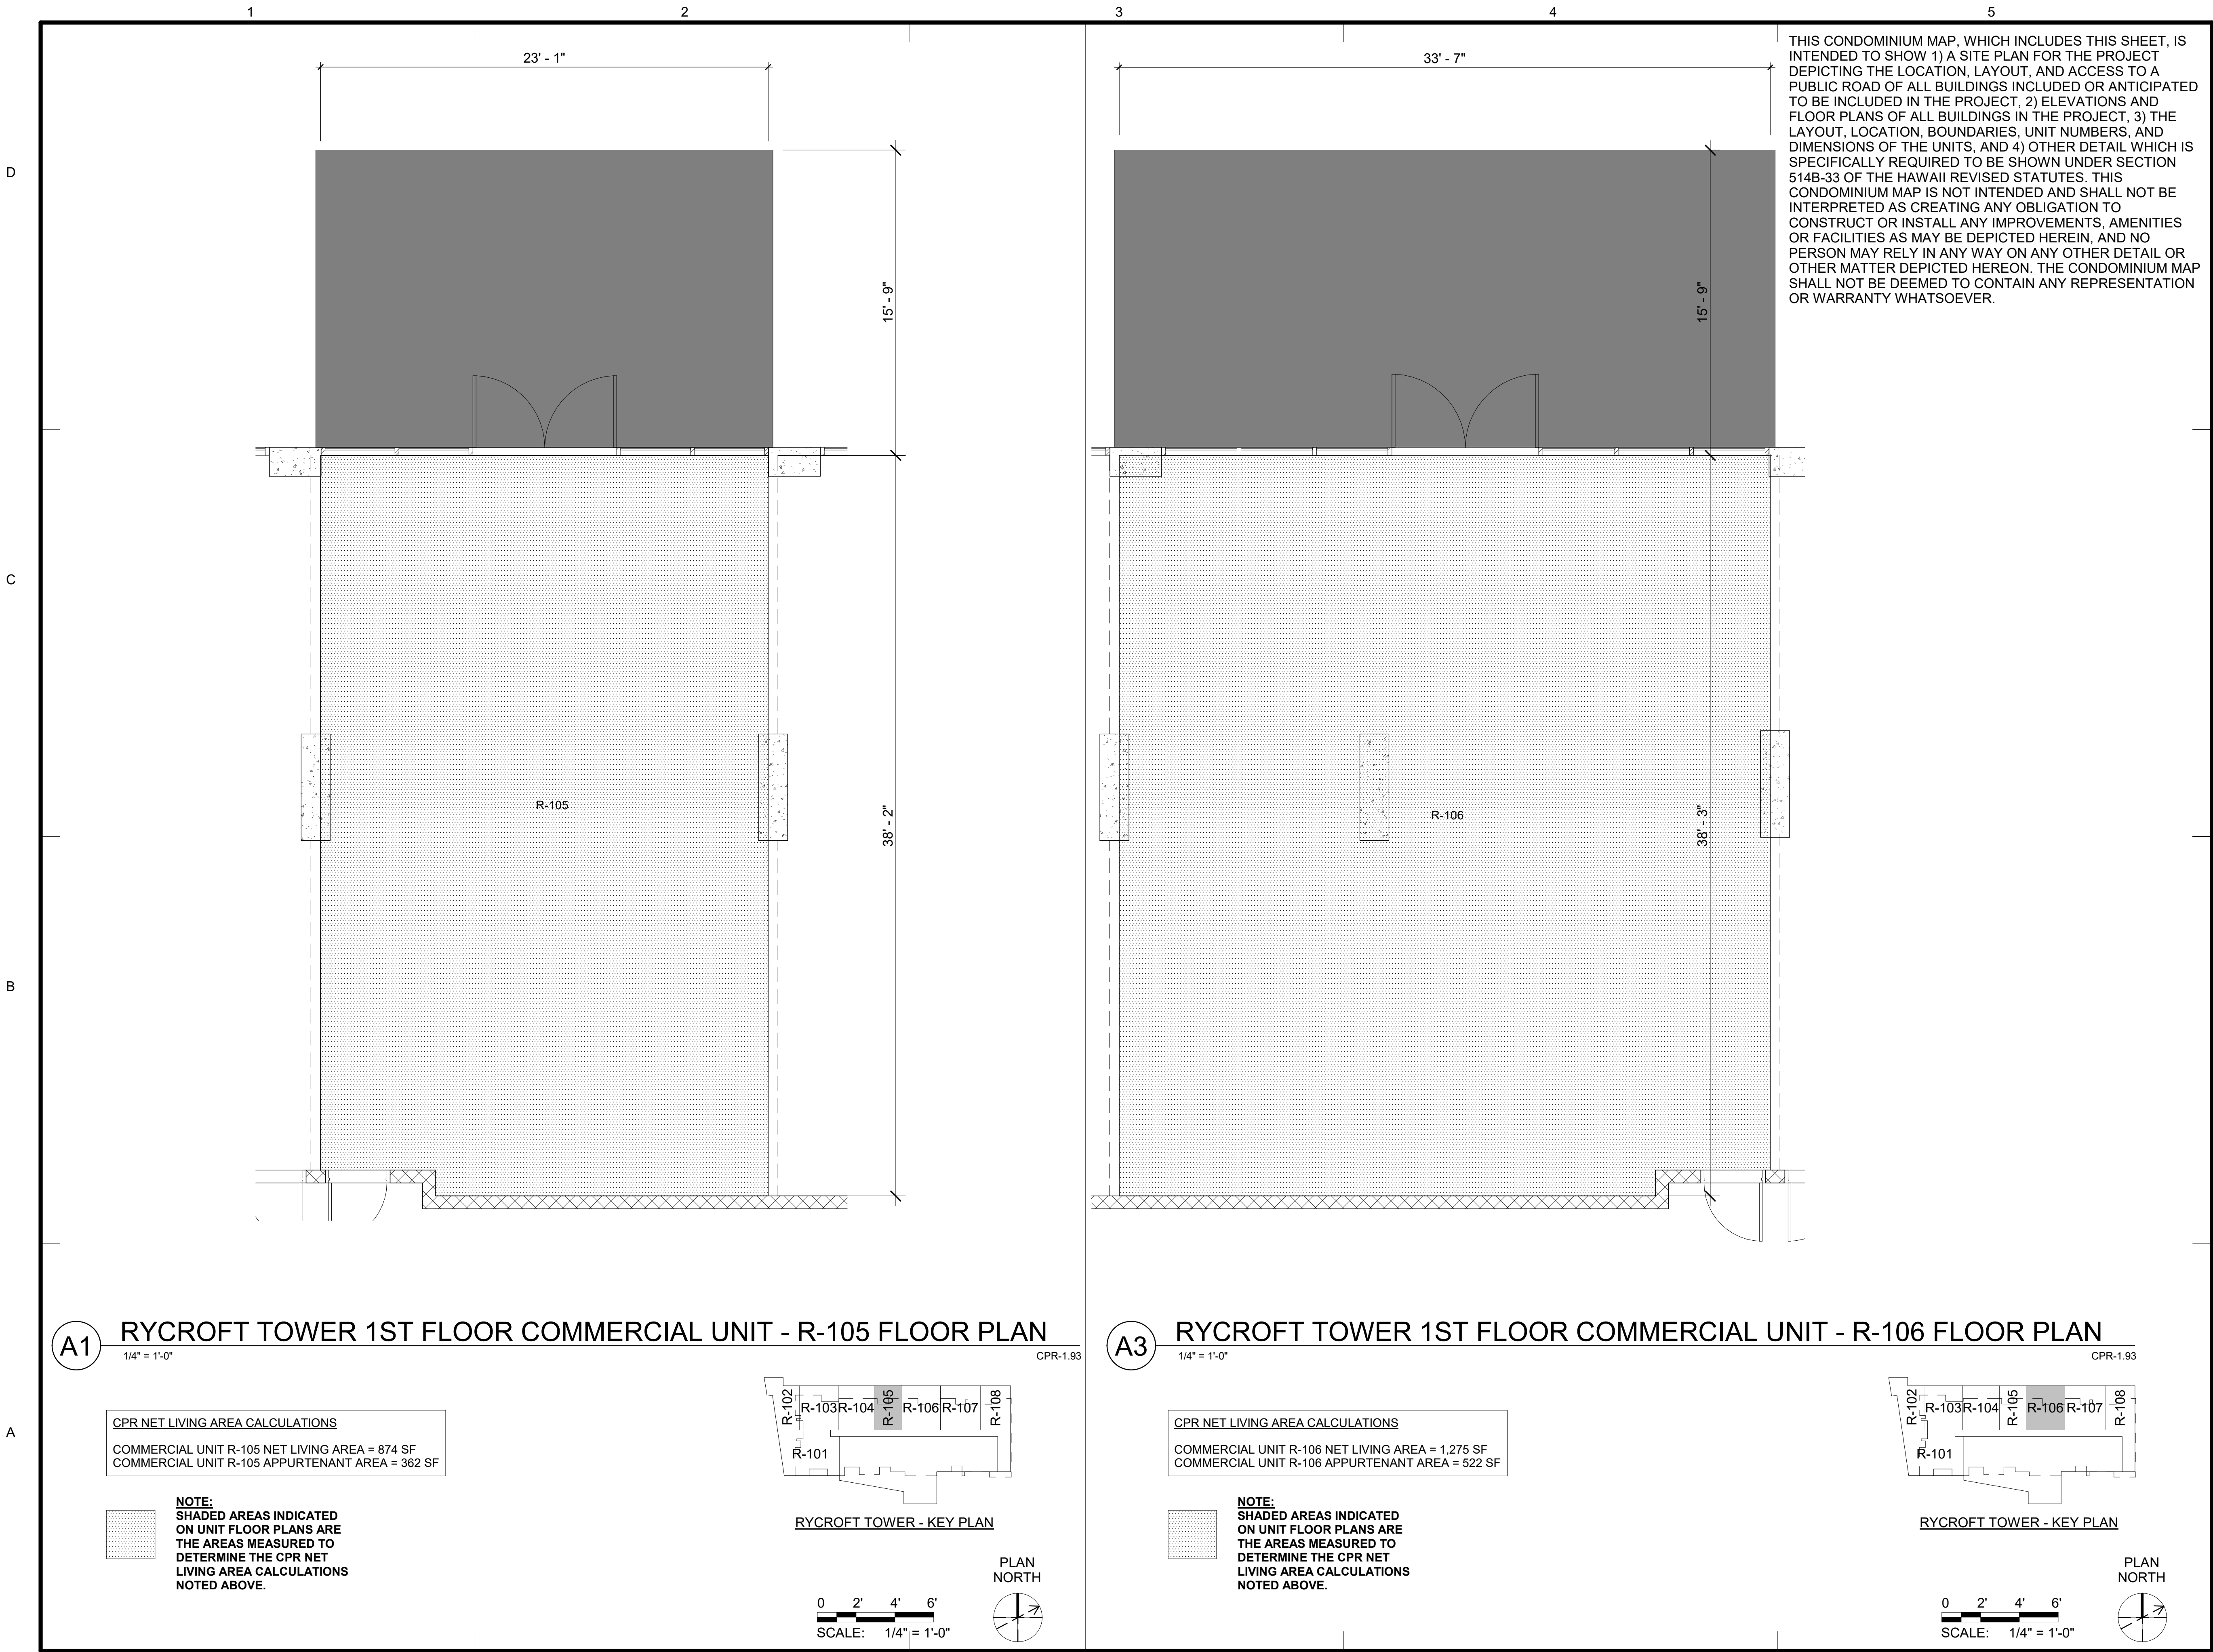 1
2
3
4
5
D
C
B
A
23' - 1"
15' - 9"
38' - 2"
R-105
33' - 7"
15' - 9"
38' - 3"
R-106
THIS CONDOMINIUM MAP, WHICH INCLUDES THIS SHEET, IS
INTENDED TO SHOW 1) A SITE PLAN FOR THE PROJECT
DEPICTING THE LOCATION, LAYOUT, AND ACCESS TO A
PUBLIC ROAD OF ALL BUILDINGS INCLUDED OR ANTICIPATED
TO BE INCLUDED IN THE PROJECT, 2) ELEVATIONS AND
FLOOR PLANS OF ALL BUILDINGS IN THE PROJECT, 3) THE
LAYOUT, LOCATION, BOUNDARIES, UNIT NUMBERS, AND
DIMENSIONS OF THE UNITS, AND 4) OTHER DETAIL WHICH IS
SPECIFICALLY REQUIRED TO BE SHOWN UNDER SECTION
514B-33 OF THE HAWAII REVISED STATUTES. THIS
CONDOMINIUM MAP IS NOT INTENDED AND SHALL NOT BE
INTERPRETED AS CREATING ANY OBLIGATION TO
CONSTRUCT OR INSTALL ANY IMPROVEMENTS, AMENITIES
OR FACILITIES AS MAY BE DEPICTED HEREIN, AND NO
PERSON MAY RELY IN ANY WAY ON ANY OTHER DETAIL OR
OTHER MATTER DEPICTED HEREON. THE CONDOMINIUM MAP
SHALL NOT BE DEEMED TO CONTAIN ANY REPRESENTATION
OR WARRANTY WHATSOEVER.
A1
RYCROFT TOWER 1ST FLOOR COMMERCIAL UNIT - R-105 FLOOR PLAN
1/4" = 1'-0"
CPR-1.93
CPR NET LIVING AREA CALCULATIONS
COMMERCIAL UNIT R-105 NET LIVING AREA = 874 SF
COMMERCIAL UNIT R-105 APPURTENANT AREA = 362 SF
NOTE:
SHADED AREAS INDICATED
ON UNIT FLOOR PLANS ARE
THE AREAS MEASURED TO
DETERMINE THE CPR NET
LIVING AREA CALCULATIONS
NOTED ABOVE.
R-102
R-103
R-104
R-105
R-106
R-107
R-108
R-101
RYCROFT TOWER - KEY PLAN
PLAN
NORTH
0 2' 4' 6'
SCALE: 1/4" = 1'-0"
A3
RYCROFT TOWER 1ST FLOOR COMMERCIAL UNIT - R-106 FLOOR PLAN
1/4" = 1'-0"
CPR-1.93
CPR NET LIVING AREA CALCULATIONS
COMMERCIAL UNIT R-106 NET LIVING AREA = 1,275 SF
COMMERCIAL UNIT R-106 APPURTENANT AREA = 522 SF
NOTE:
SHADED AREAS INDICATED
ON UNIT FLOOR PLANS ARE
THE AREAS MEASURED TO
DETERMINE THE CPR NET
LIVING AREA CALCULATIONS
NOTED ABOVE.
R-102
R-103
R-104
R-105
R-106
R-107
R-108
R-101
RYCROFT TOWER - KEY PLAN
PLAN
NORTH
0 2' 4' 6'
SCALE: 1/4" = 1'-0"